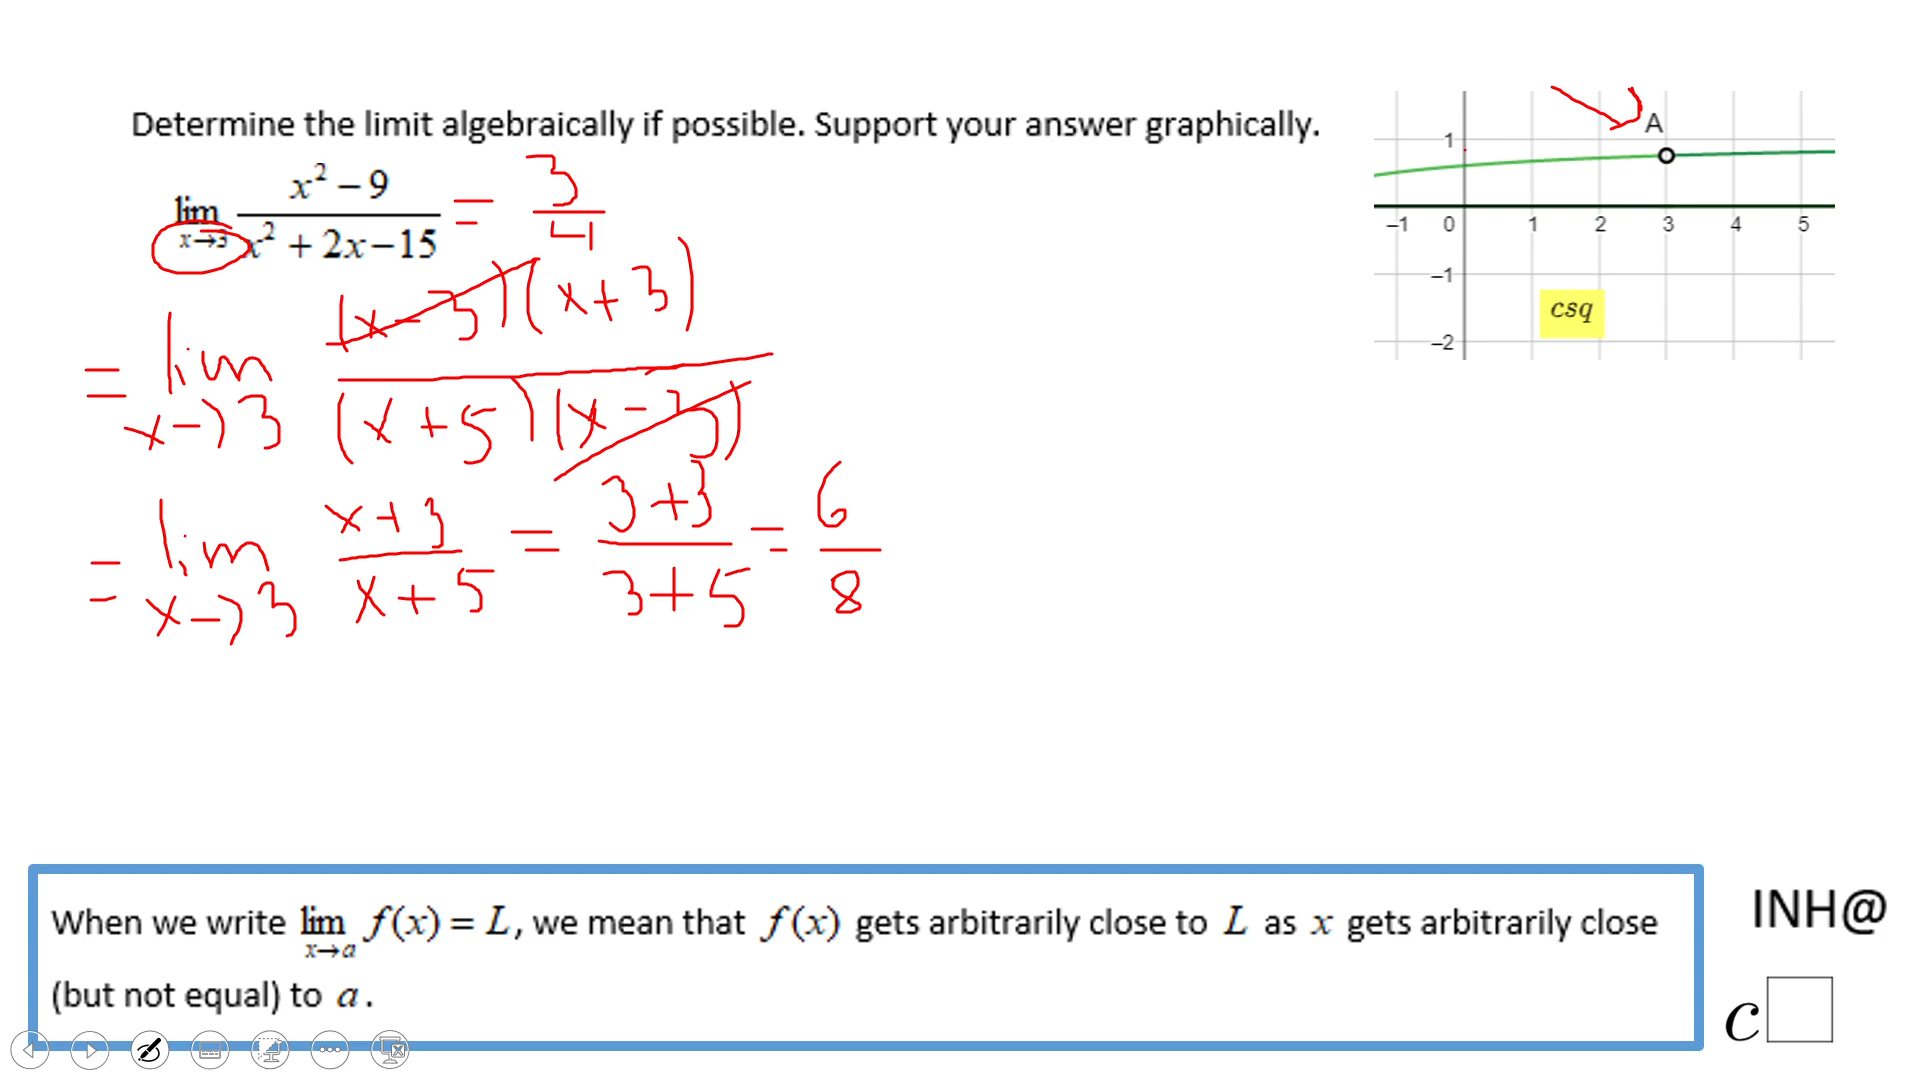 Determine the limit algebraically if possible. Support your answer graphically.
lim x→3 (x² − 9)/(x² + 2x − 15) = 3/4
= lim x→3 ((x − 3)(x + 3))/((x + 5)(x − 3))
= lim x→3 (x + 3)/(x + 5) = (3 + 3)/(3 + 5) = 6/8
A
1
−1 0 1 2 3 4 5
−1
csq
−2
When we write lim x→a f(x) = L, we mean that f(x) gets arbitrarily close to L as x gets arbitrarily close
(but not equal) to a.
INH@
c